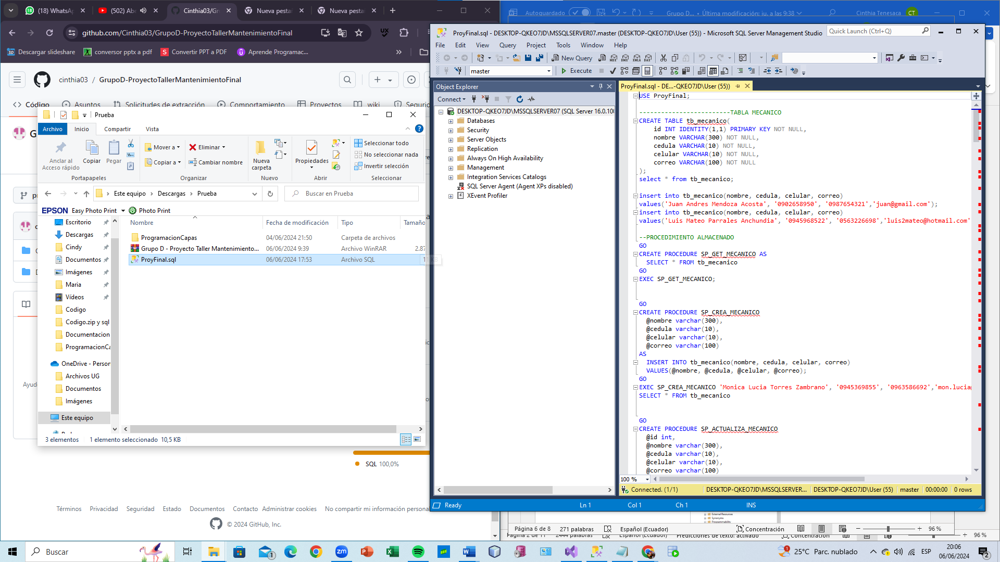 (18) WhatsA
(502) Abe
Cinthia03/Gr
Nueva pesta
Nueva pesta
github.com/Cinthia03/GrupoD-ProyectoTallerMantenimientoFinal
Descargar slideshare
conversor pptx a pdf
Convertir PPT a PDF
Aprende Programac...
cinthia03 / GrupoD-ProyectoTallerMantenimientoFinal
Código
Asuntos
Solicitudes de extracción
Comportamiento
Proyectos
wiki
Seguric
Prueba
Archivo
Inicio
Compartir
Vista
Anclar al
Acceso rápido
Copiar
Pegar
Mover a
Copiar a
Eliminar
Cambiar nombre
Nueva
carpeta
Propiedades
Seleccionar todo
No seleccionar nada
Invertir selección
Portapapeles
Organizar
Nuevo
Abrir
Seleccionar
Este equipo
Descargas
Prueba
Buscar en Prueba
EPSON Easy Photo Print
Photo Print
Nombre
Fecha de modificación
Tipo
Tamaño
ProgramacionCapas
04/06/2024 21:50
Carpeta de archivos
Grupo D - Proyecto Taller Mantenimiento...
06/06/2024 9:39
Archivo WinRAR
2.87
ProyFinal.sql
06/06/2024 17:53
Archivo SQL
11 KB
Escritorio
Descargas
Cindy
Documentos
Imágenes
Maria
Vídeos
Codigo
Codigo.zip y sql
Documentacion
ProgramacionCa
OneDrive - Person
Archivos UG
Documentos
Imágenes
Este equipo
3 elementos
1 elemento seleccionado 10,5 KB
Ayud
SQL 100,0%
Términos
Privacidad
Seguridad
Estado
Documentos
Contacto
Administrar cookies
No compartir mi información persona
© 2024 GitHub, Inc.
Autoguardado
Grupo D...
Última modificación: ju. a las 9:38
Cinthia Tenesaca
CT
ProyFinal.sql - DESKTOP-QKEO7JD\MSSQLSERVER07.master (DESKTOP-QKEO7JD\User (55)) - Microsoft SQL Server Management Studio
Quick Launch (Ctrl+Q)
File
Edit
View
Query
Project
Tools
Window
Help
New Query
MDX
DMX
XMLA
DAX
master
Execute
Object Explorer
Connect
DESKTOP-QKEO7JD\MSSQLSERVER07 (SQL Server 16.0.100
Databases
Security
Server Objects
Replication
Always On High Availability
Management
Integration Services Catalogs
SQL Server Agent (Agent XPs disabled)
XEvent Profiler
ProyFinal.sql - DE...-QKEO7JD\User (55))
USE ProyFinal;
-------------------------TABLA MECANICO
CREATE TABLE tb_mecanico(
id INT IDENTITY(1,1) PRIMARY KEY NOT NULL,
nombre VARCHAR(300) NOT NULL,
cedula VARCHAR(10) NOT NULL,
celular VARCHAR(10) NOT NULL,
correo VARCHAR(100) NOT NULL
);
select * from tb_mecanico;
insert into tb_mecanico(nombre, cedula, celular, correo)
values('Juan Andres Mendoza Acosta', '0902658950', '0987654321','juan@gmail.com');
insert into tb_mecanico(nombre, cedula, celular, correo)
values('Luis Mateo Parrales Anchundia', '0945968522', '0563226698','luis2mateo@hotmail.com'
--PROCEDIMIENTO ALMACENADO
GO
CREATE PROCEDURE SP_GET_MECANICO AS
SELECT * FROM tb_mecanico
GO
EXEC SP_GET_MECANICO;
GO
CREATE PROCEDURE SP_CREA_MECANICO
@nombre varchar(300),
@cedula varchar(10),
@celular varchar(10),
@correo varchar(100)
AS
INSERT INTO tb_mecanico(nombre, cedula, celular, correo)
VALUES(@nombre, @cedula, @celular, @correo);
GO
EXEC SP_CREA_MECANICO 'Monica Lucia Torres Zambrano', '0945369855', '0963586692','mon.lucia
SELECT * FROM tb_mecanico
GO
CREATE PROCEDURE SP_ACTUALIZA_MECANICO
@id int,
@nombre varchar(300),
@cedula varchar(10),
@celular varchar(10),
@correo varchar(100)
100 %
Connected. (1/1)
DESKTOP-QKEO7JD\MSSQLSERVER...
DESKTOP-QKEO7JD\User (55)
master
00:00:00
0 rows
Ready
Ln 1
Col 1
Ch 1
INS
External Resources
Synonyms
Programmability
Página 6 de 8
271 palabras
Español (Ecuador)
Concentración
96 %
Página 2 de 11
2444 palabras
Español (Ecuador)
Predicciones de texto: activado
Concentración
96 %
Buscar
25°C Parc. nublado
ESP
20:06
06/06/2024